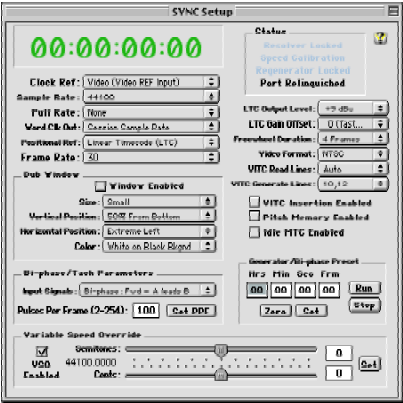 SYNC Setup
00:00:00:00
Clock Ref: Video (Video REF Input)
Sample Rate: 44100
Pull Rate: None
Word Clk Out: Session Sample Rate
Positional Ref: Linear Timecode (LTC)
Frame Rate: 30
Status
Resolver Locked
Speed Calibration
Regenerator Locked
Port Relinquished
LTC Output Level: +9 dBu
LTC Gain Offset: 0 (fast...
Freewheel Duration: 4 Frames
Video Format: NTSC
VITC Read Lines: Auto
VITC Generate Lines: 10,12
VITC Insertion Enabled
Pitch Memory Enabled
Idle MTC Enabled
Dub Window
Window Enabled
Size: Small
Vertical Position: 50% From Bottom
Horizontal Position: Extreme Left
Color: White on Black Bkgnd
Bi-phase/Tach Parameters
Input Signals: Bi-phase: Fwd = A leads B
Pulses Per Frame (2-254): 100 Set PPF
Generator/Bi-phase Preset
Hrs Min Sec Frm
00 00 00 00 Run
Zero Set Stop
Variable Speed Override
VSO Enabled
44100.0000
Semitones: 0
Cents: 0
Set